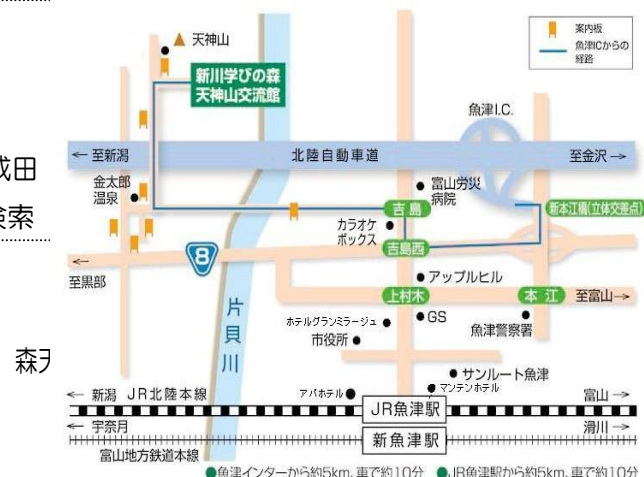 案内板
魚津ICからの
経路
天神山
新川学びの森
天神山交流館
魚津I.C.
← 至新潟
北陸自動車道
至金沢 →
成田
検索
金太郎
温泉
富山労災
病院
吉島
新本江橋(立体交差点)
カラオケ
ボックス
吉島西
8
←
至黒部
アップルヒル
上村木
本江
至富山→
片貝川
ホテルグランミラージュ
GS
市役所
魚津警察署
サンルート魚津
マンテンホテル
アパホテル
← 新潟 JR北陸本線
富山 →
JR魚津駅
← 宇奈月
滑川 →
新魚津駅
富山地方鉄道本線
●魚津インターから約5km、車で約10分 ●JR魚津駅から約5km、車で約10分